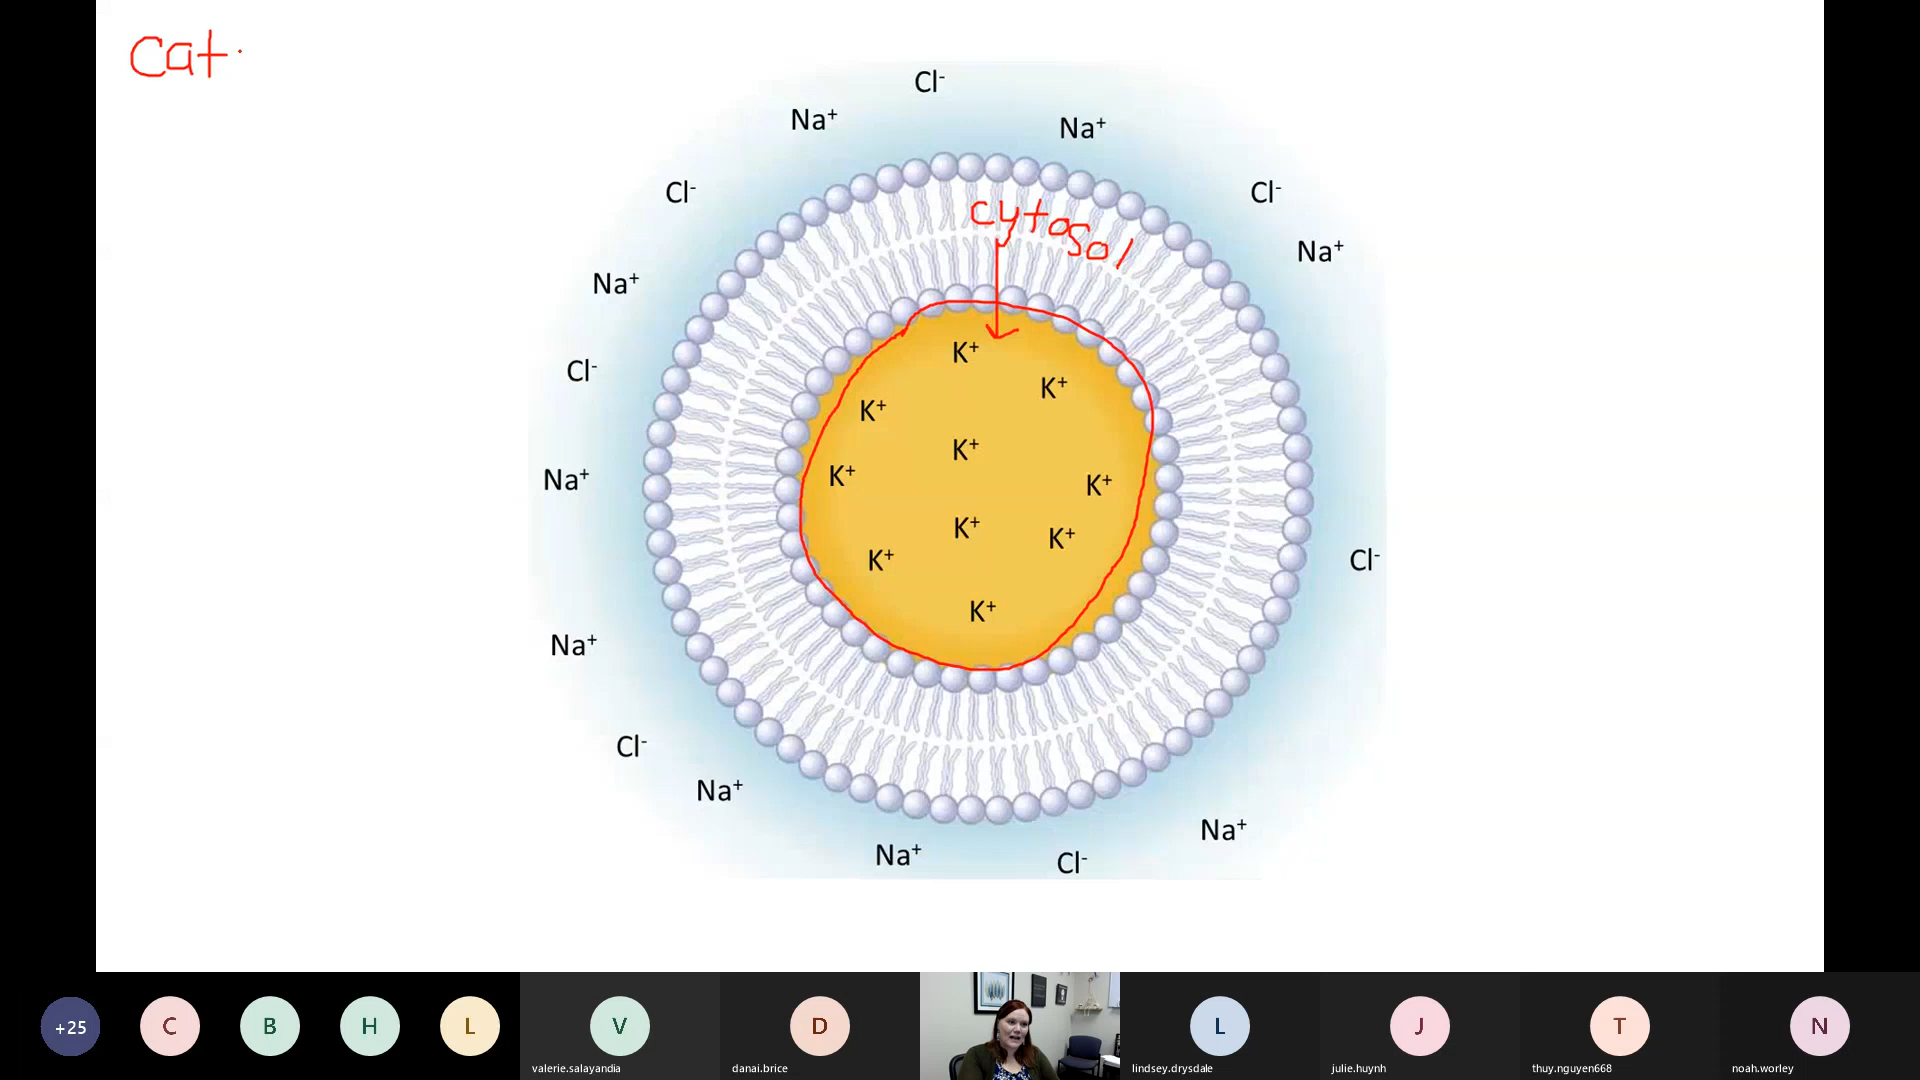 cat
Cl⁻
Na⁺
Na⁺
Cl⁻
Cl⁻
cytosol
Na⁺
Na⁺
K⁺
Cl⁻
K⁺
K⁺
K⁺
K⁺
Na⁺
K⁺
K⁺
K⁺
K⁺
Cl⁻
K⁺
Na⁺
Cl⁻
Na⁺
Na⁺
Na⁺
Cl⁻
+25
C
B
H
L
V
D
L
J
T
N
valerie.salayandia
danai.brice
lindsey.drysdale
julie.huynh
thuy.nguyen668
noah.worley